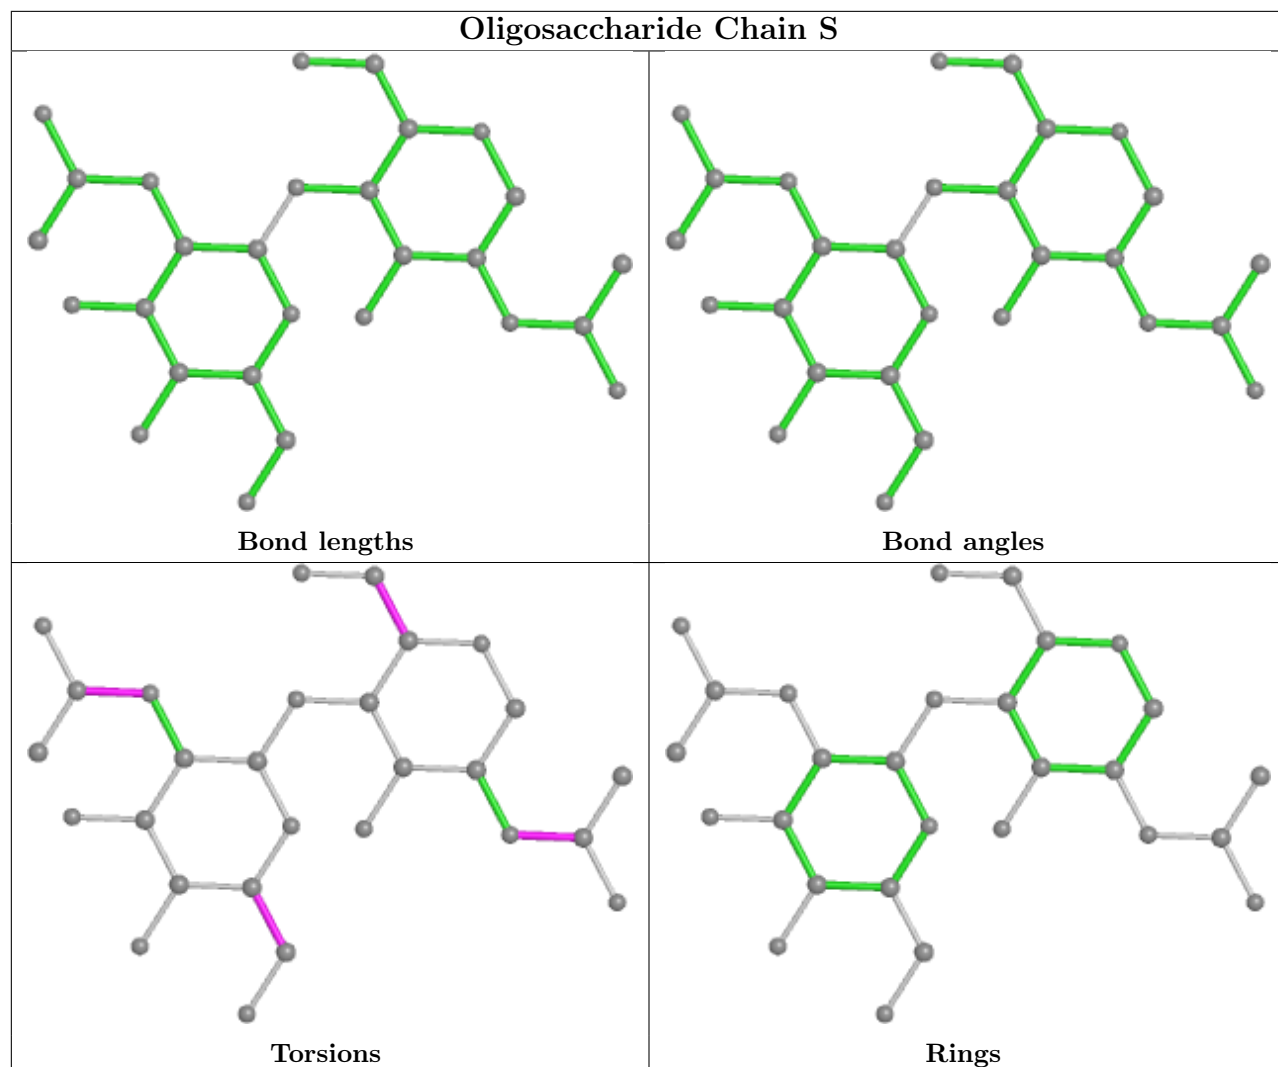 Oligosaccharide Chain S
Bond lengths
Bond angles
Torsions
Rings